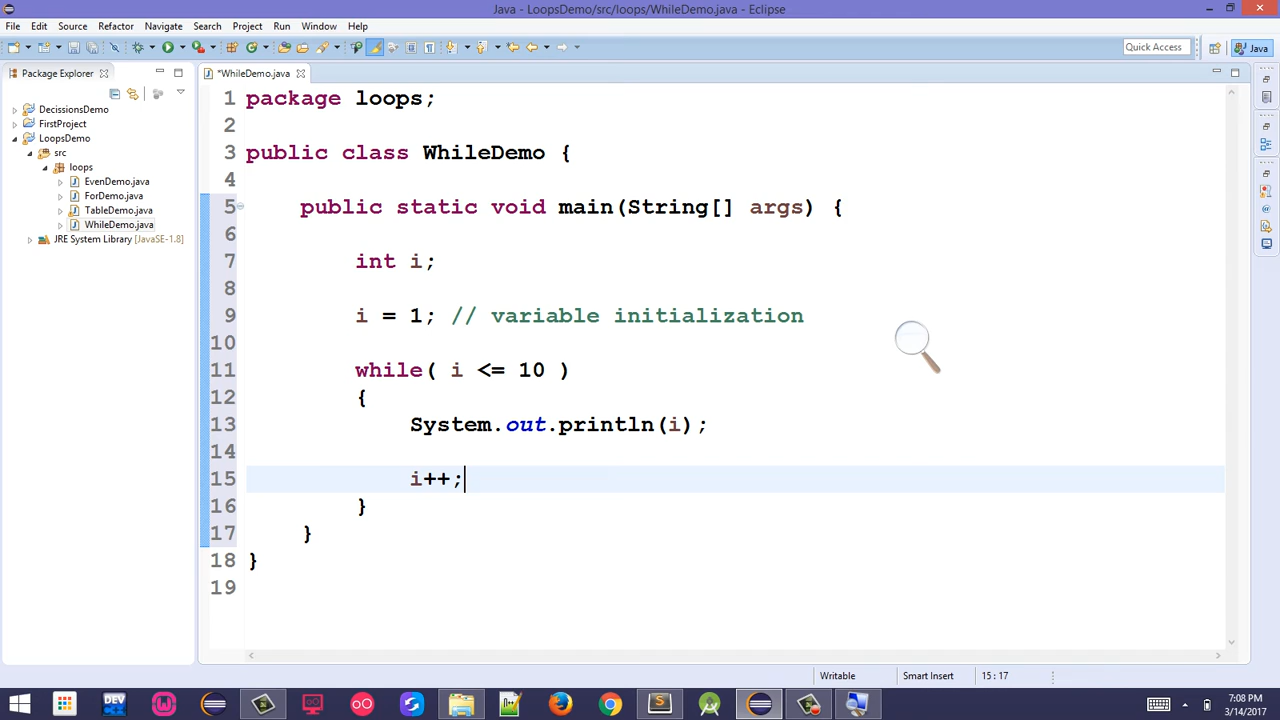 Java - LoopsDemo/src/loops/WhileDemo.java - Eclipse
File Edit Source Refactor Navigate Search Project Run Window Help
Quick Access
Java
Package Explorer
*WhileDemo.java
DecissionsDemo
FirstProject
LoopsDemo
src
loops
EvenDemo.java
ForDemo.java
TableDemo.java
WhileDemo.java
JRE System Library [JavaSE-1.8]
1 package loops;
2
3 public class WhileDemo {
4
5 public static void main(String[] args) {
6
7 int i;
8
9 i = 1; // variable initialization
10
11 while( i <= 10 )
12 {
13 System.out.println(i);
14
15 i++;
16 }
17 }
18 }
19
Writable Smart Insert 15 : 17
DEV
7:08 PM
3/14/2017